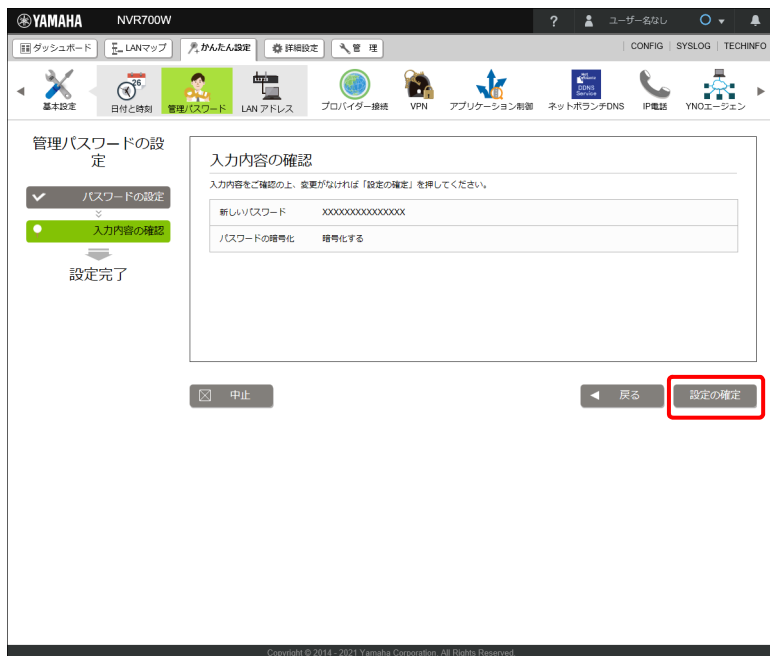 YAMAHA NVR700W ? ユーザー名なし
ダッシュボード LANマップ かんたん設定 詳細設定 管 理 CONFIG SYSLOG TECHINFO
26
NetVolante DDNS Service
基本設定 日付と時刻 管理パスワード LAN アドレス プロバイダー接続 VPN アプリケーション制御 ネットボランチDNS IP電話 YNOエージェン
管理パスワードの設
定
パスワードの設定
入力内容の確認
設定完了
入力内容の確認
入力内容をご確認の上、変更がなければ「設定の確定」を押してください。
新しいパスワード XXXXXXXXXXXXXXX
パスワードの暗号化 暗号化する
中止 戻る 設定の確定
Copyright © 2014 - 2021 Yamaha Corporation. All Rights Reserved.